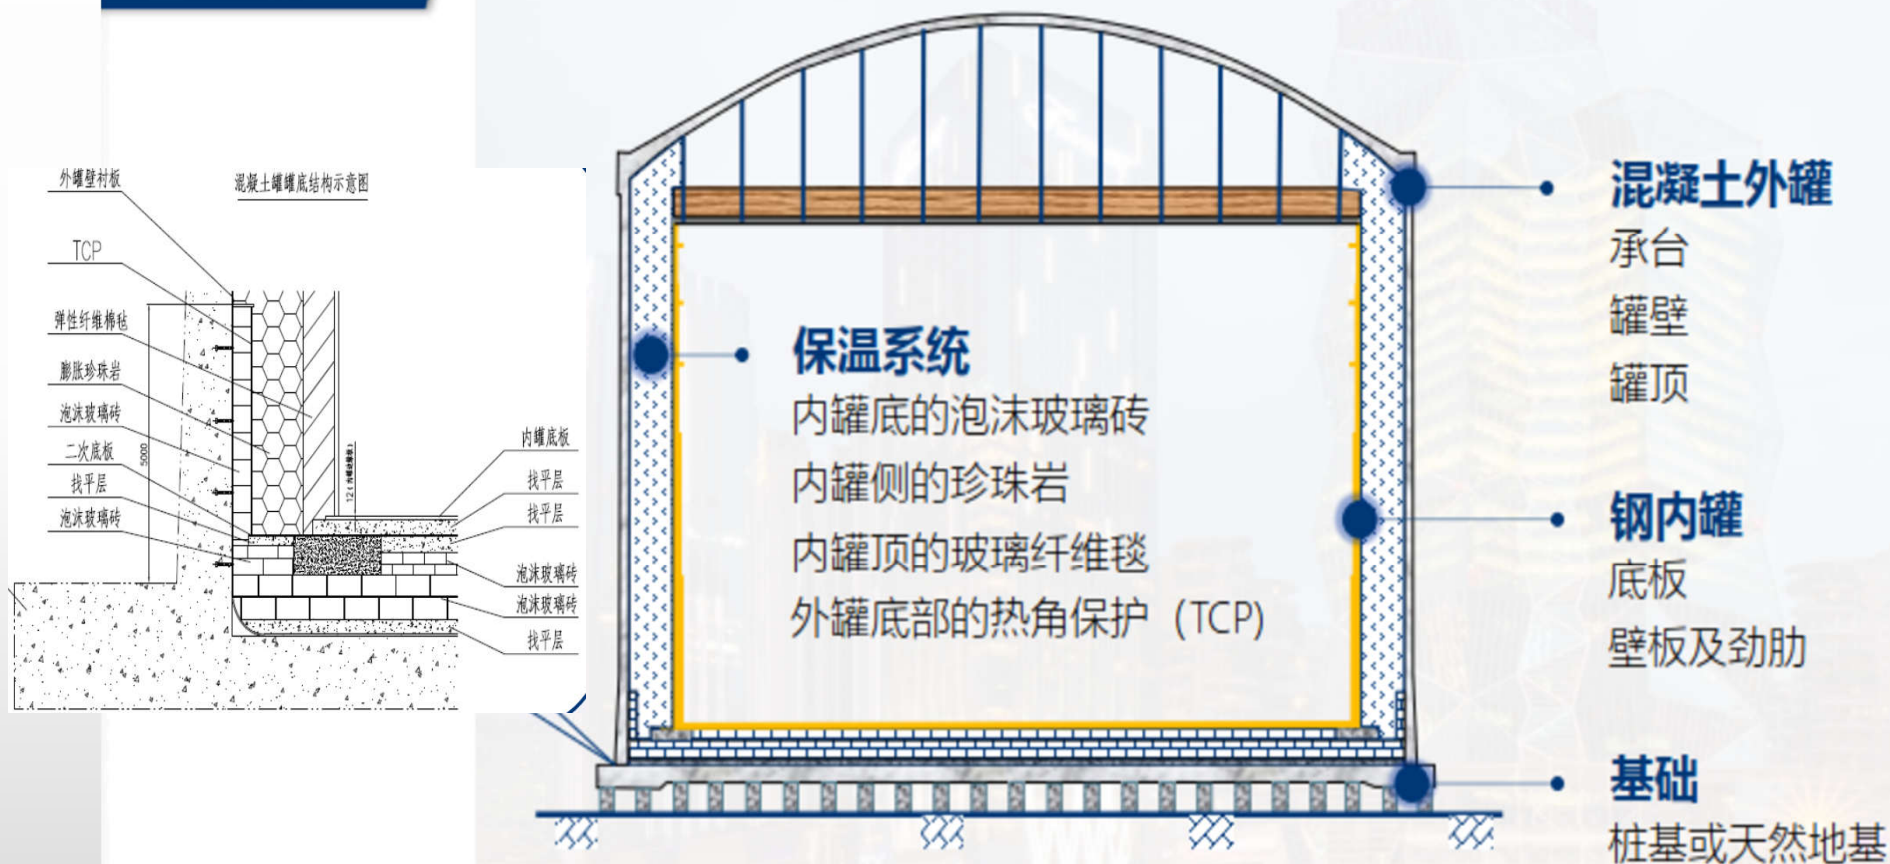 混凝土罐罐底结构示意图
外罐壁衬板
TCP
弹性纤维棉毡
膨胀珍珠岩
泡沫玻璃砖
二次底板
找平层
泡沫玻璃砖
5000
内罐底板
找平层
找平层
泡沫玻璃砖
泡沫玻璃砖
找平层
保温系统
内罐底的泡沫玻璃砖
内罐侧的珍珠岩
内罐顶的玻璃纤维毯
外罐底部的热角保护（TCP)
混凝土外罐
承台
罐壁
罐顶
钢内罐
底板
壁板及劲肋
基础
桩基或天然地基